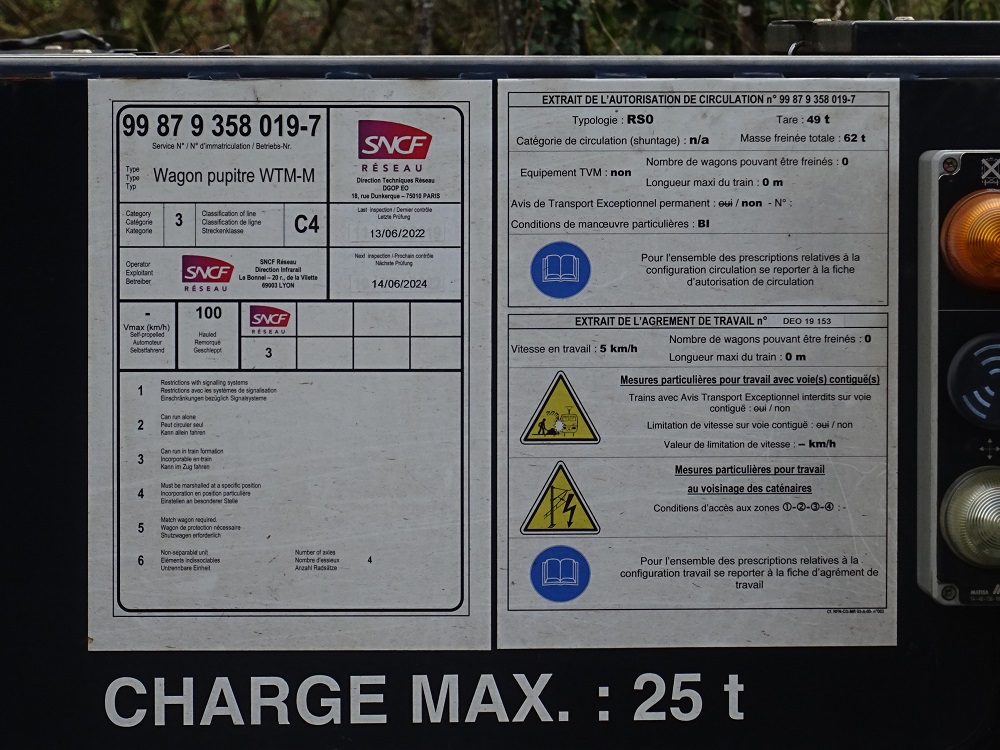 99 87 9 358 019-7
Service N° / N° d'immatriculation / Betriebs-Nr.
Type
Type
Typ
Wagon pupitre WTM-M
SNCF
RÉSEAU
Direction Techniques Réseau
DGOP EO
18, rue Dunkerque – 75010 PARIS
Category
Catégorie
Kategorie
3
Classification of line
Classification de ligne
Streckenklasse
C4
Last inspection / Dernier contrôle
Letzte Prüfung
13/06/2022
Operator
Exploitant
Betreiber
SNCF
RÉSEAU
SNCF Réseau
Direction Infrarail
Le Bonnel – 20 r., de la Vilette
69003 LYON
Next inspection / Prochain contrôle
Nächste Prüfung
14/06/2024
-
Vmax (km/h)
Self-propelled
Automoteur
Selbstfahrend
100
Hauled
Remorqué
Geschleppt
SNCF
RÉSEAU
3
1
Restrictions with signalling systems
Restrictions avec les systèmes de signalisation
Einschränkungen bezüglich Signalsysteme
2
Can run alone
Peut circuler seul
Kann allein fahren
3
Can run in train formation
Incorporable en train
Kann im Zug fahren
4
Must be marshalled at a specific position
Incorporation en position particulière
Einstellen an besonderer Stelle
5
Match wagon required.
Wagon de protection nécessaire
Shutzwagen erforderlich
6
Non-separable unit.
Eléments indissociables
Untrennbare Einheit
Number of axles
Nombre d'essieux
Anzahl Radsätze
4
EXTRAIT DE L'AUTORISATION DE CIRCULATION n° 99 87 9 358 019-7
Typologie : RS0 Tare : 49 t
Catégorie de circulation (shuntage) : n/a Masse freinée totale : 62 t
Equipement TVM : non
Nombre de wagons pouvant être freinés : 0
Longueur maxi du train : 0 m
Avis de Transport Exceptionnel permanent : oui / non - N° :
Conditions de manœuvre particulières : BI
Pour l'ensemble des prescriptions relatives à la
configuration circulation se reporter à la fiche
d'autorisation de circulation
EXTRAIT DE L'AGREMENT DE TRAVAIL n° DEO 19 153
Vitesse en travail : 5 km/h
Nombre de wagons pouvant être freinés : 0
Longueur maxi du train : 0 m
Mesures particulières pour travail avec voie(s) contiguë(s)
Trains avec Avis Transport Exceptionnel interdits sur voie
contiguë : oui / non
Limitation de vitesse sur voie contiguë : oui / non
Valeur de limitation de vitesse : -- km/h
Mesures particulières pour travail
au voisinage des caténaires
Conditions d'accès aux zones ①-②-③-④ : -
Pour l'ensemble des prescriptions relatives à la
configuration travail se reporter à la fiche d'agrément de
travail
MATISA
CHARGE MAX. : 25 t